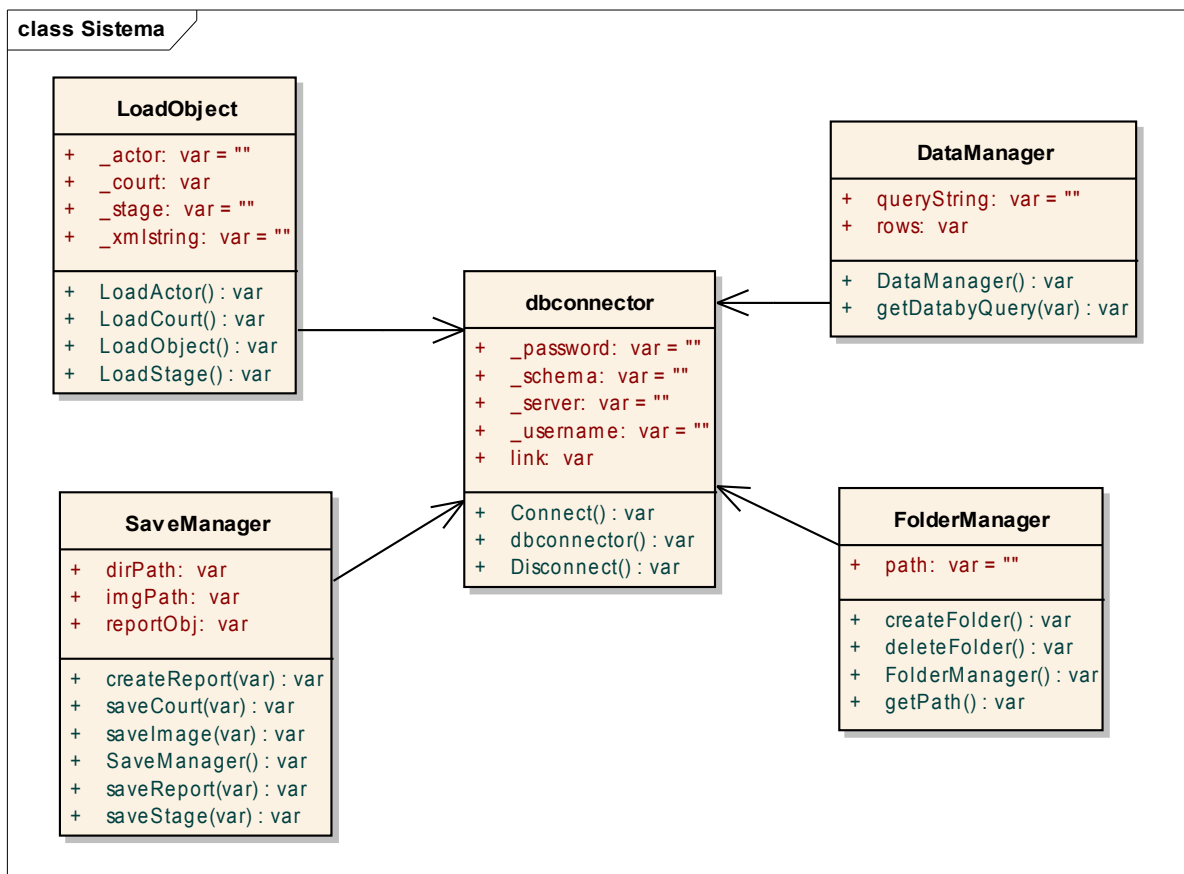 class Sistema
LoadObject
+ _actor: var = ""
+ _court: var
+ _stage: var = ""
+ _xmlstring: var = ""
+ LoadActor() : var
+ LoadCourt() : var
+ LoadObject() : var
+ LoadStage() : var
DataManager
+ queryString: var = ""
+ rows: var
+ DataManager() : var
+ getDatabyQuery(var) : var
dbconnector
+ _password: var = ""
+ _schema: var = ""
+ _server: var = ""
+ _username: var = ""
+ link: var
+ Connect() : var
+ dbconnector() : var
+ Disconnect() : var
SaveManager
+ dirPath: var
+ imgPath: var
+ reportObj: var
+ createReport(var) : var
+ saveCourt(var) : var
+ saveImage(var) : var
+ SaveManager() : var
+ saveReport(var) : var
+ saveStage(var) : var
FolderManager
+ path: var = ""
+ createFolder() : var
+ deleteFolder() : var
+ FolderManager() : var
+ getPath() : var